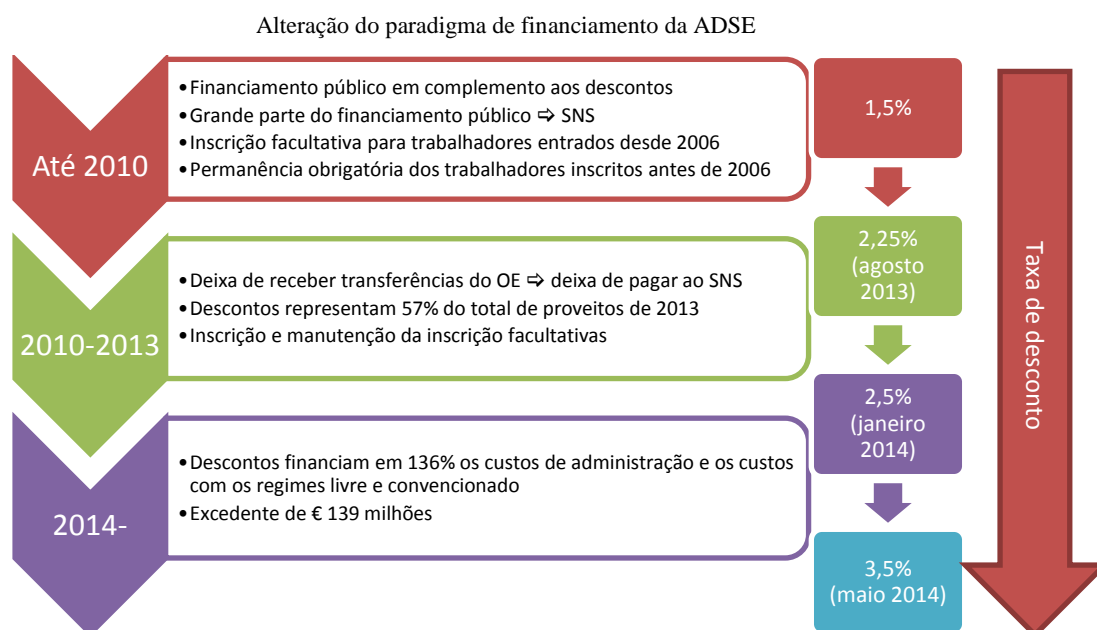 Alteração do paradigma de financiamento da ADSE
Até 2010
•Financiamento público em complemento aos descontos
•Grande parte do financiamento público ⇨ SNS
•Inscrição facultativa para trabalhadores entrados desde 2006
•Permanência obrigatória dos trabalhadores inscritos antes de 2006
1,5%
2010-2013
•Deixa de receber transferências do OE ⇨ deixa de pagar ao SNS
•Descontos representam 57% do total de proveitos de 2013
•Inscrição e manutenção da inscrição facultativas
2,25%
(agosto
2013)
2014-
•Descontos financiam em 136% os custos de administração e os custos
com os regimes livre e convencionado
•Excedente de € 139 milhões
2,5%
(janeiro
2014)
3,5%
(maio 2014)
Taxa de desconto